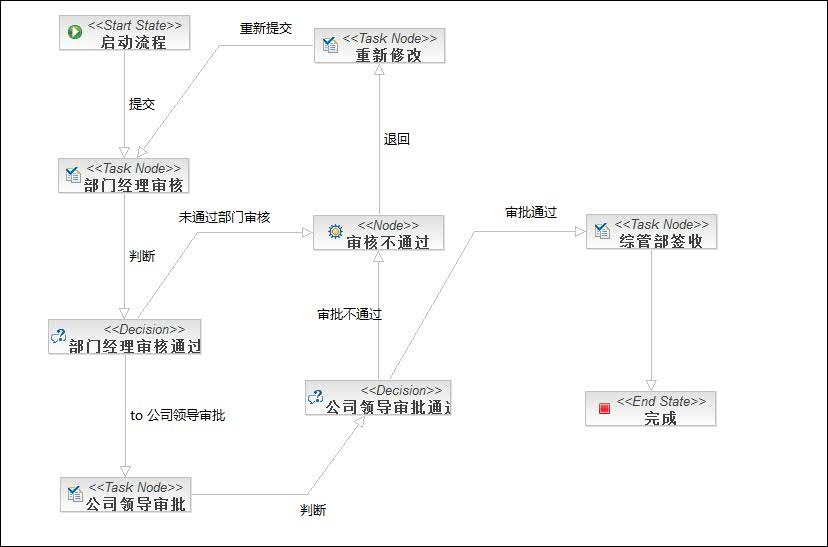 <<Start State>>
启动流程
重新提交
<<Task Node>>
重新修改
提交
退回
<<Task Node>>
部门经理审核
未通过部门审核
<<Node>>
审核不通过
审批通过
<<Task Node>>
综管部签收
判断
审批不通过
<<Decision>>
部门经理审核通过
<<Decision>>
公司领导审批通过
<<End State>>
完成
to 公司领导审批
<<Task Node>>
公司领导审批
判断